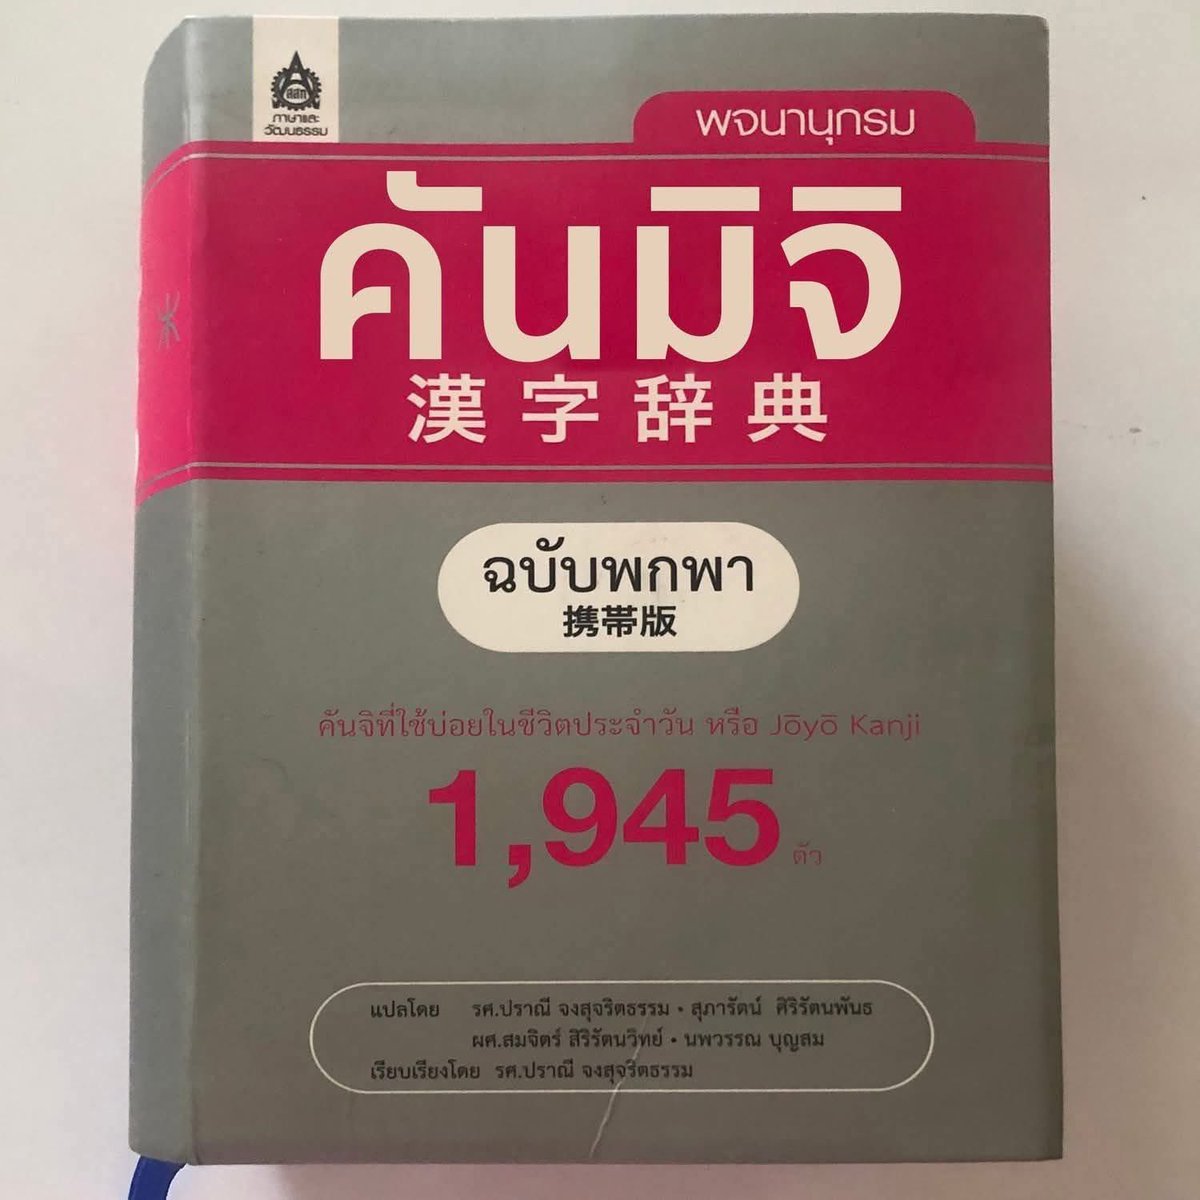 สสท
ภาษาและ
วัฒนธรรม
พจนานุกรม
คันมิจิ
漢字辞典
ฉบับพกพา
携帯版
คันจิที่ใช้บ่อยในชีวิตประจำวัน หรือ Jōyō Kanji
1,945 ตัว
แปลโดย รศ.ปราณี จงสุจริตธรรม • สุภารัตน์ ศิริรัตนพันธ
ผศ.สมจิตร์ สิริรัตนวิทย์ • นพวรรณ บุญสม
เรียบเรียงโดย รศ.ปราณี จงสุจริตธรรม